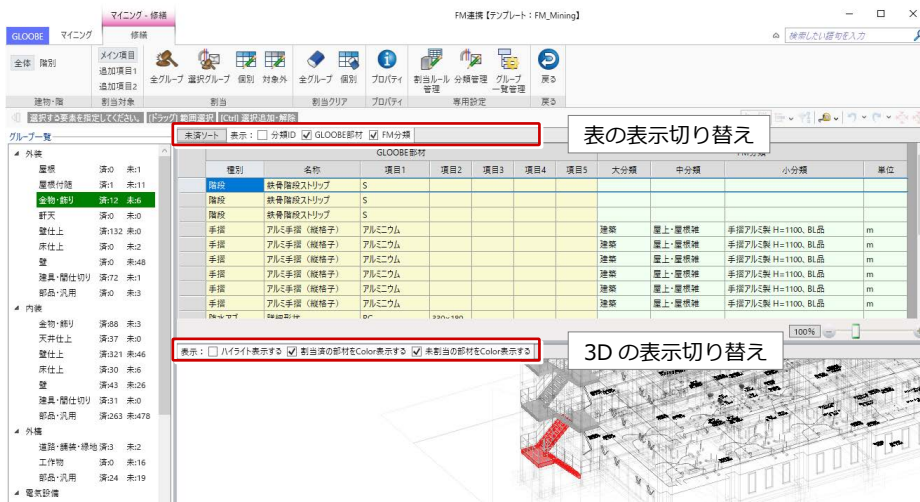 マイニング - 修繕
FM連携【テンプレート：FM_Mining】
GLOOBE マイニング 修繕
検索したい語句を入力
全体 階別
メイン項目
追加項目1
追加項目2
全グループ 選択グループ 個別 対象外 全グループ 個別 プロパティ 割当ルール管理 分類管理 グループ一覧管理 戻る
建物・階 割当対象 割当 割当クリア プロパティ 専用設定 戻る
選択する要素を指定してください。 [ドラッグ] 範囲選択 [Ctrl] 選択追加・解除
グループ一覧
未済ソート 表示： 分類ID GLOOBE部材 FM分類
表の表示切り替え
GLOOBE部材
種別 名称 項目1 項目2 項目3 項目4 項目5 大分類 中分類 小分類 単位
階段 鉄骨階段ストリップ S
階段 鉄骨階段ストリップ S
階段 鉄骨階段ストリップ S
手摺 アルミ手摺（縦格子） アルミニウム 建築 屋上・屋根雑 手摺アルミ製 H=1100、BL品 m
手摺 アルミ手摺（縦格子） アルミニウム 建築 屋上・屋根雑 手摺アルミ製 H=1100、BL品 m
手摺 アルミ手摺（縦格子） アルミニウム 建築 屋上・屋根雑 手摺アルミ製 H=1100、BL品 m
手摺 アルミ手摺（縦格子） アルミニウム 建築 屋上・屋根雑 手摺アルミ製 H=1100、BL品 m
手摺 アルミ手摺（縦格子） アルミニウム 建築 屋上・屋根雑 手摺アルミ製 H=1100、BL品 m
100%
表示： ハイライト表示する 割当済の部材をColor表示する 未割当の部材をColor表示する
3D の表示切り替え
外装
屋根 済:0 未:1
屋根付随 済:1 未:11
金物・飾り 済:12 未:6
軒天 済:0 未:0
壁仕上 済:132 未:0
床仕上 済:0 未:2
壁 済:0 未:48
建具・間仕切り 済:72 未:1
部品・汎用 済:0 未:3
内装
金物・飾り 済:88 未:3
天井仕上 済:37 未:0
壁仕上 済:321 未:46
床仕上 済:30 未:6
壁 済:43 未:26
建具・間仕切り 済:31 未:0
部品・汎用 済:263 未:478
外構
道路・舗装・緑地 済:3 未:2
工作物 済:0 未:16
部品・汎用 済:24 未:19
電気設備